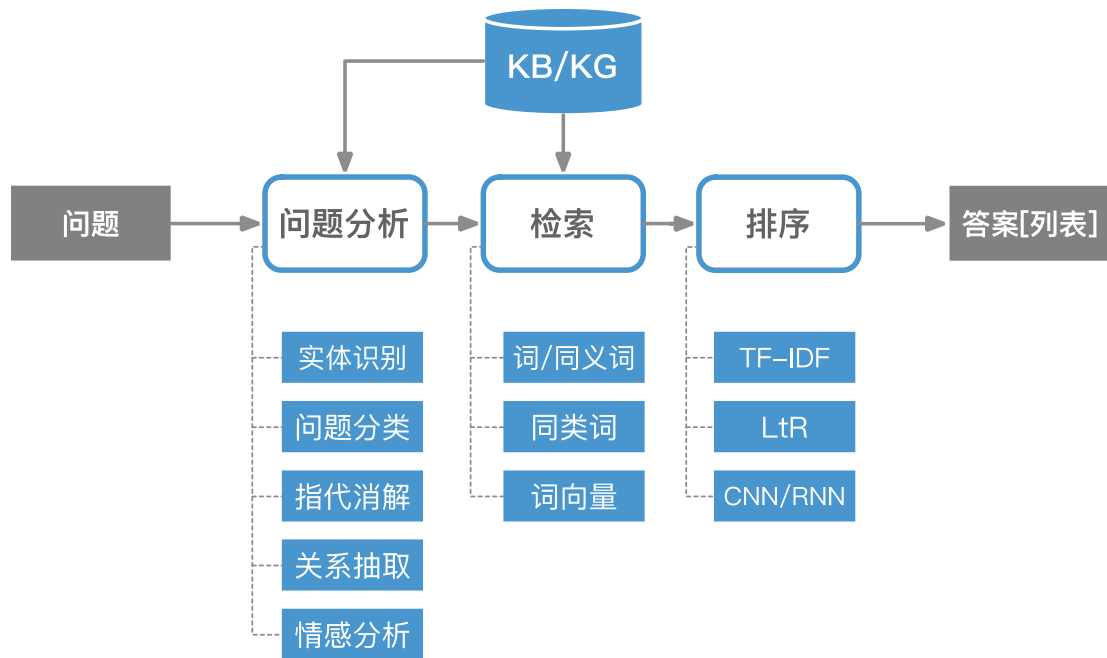 KB/KG
问题
问题分析
检索
排序
答案[列表]
实体识别
词/同义词
TF-IDF
问题分类
同类词
LtR
指代消解
词向量
CNN/RNN
关系抽取
情感分析